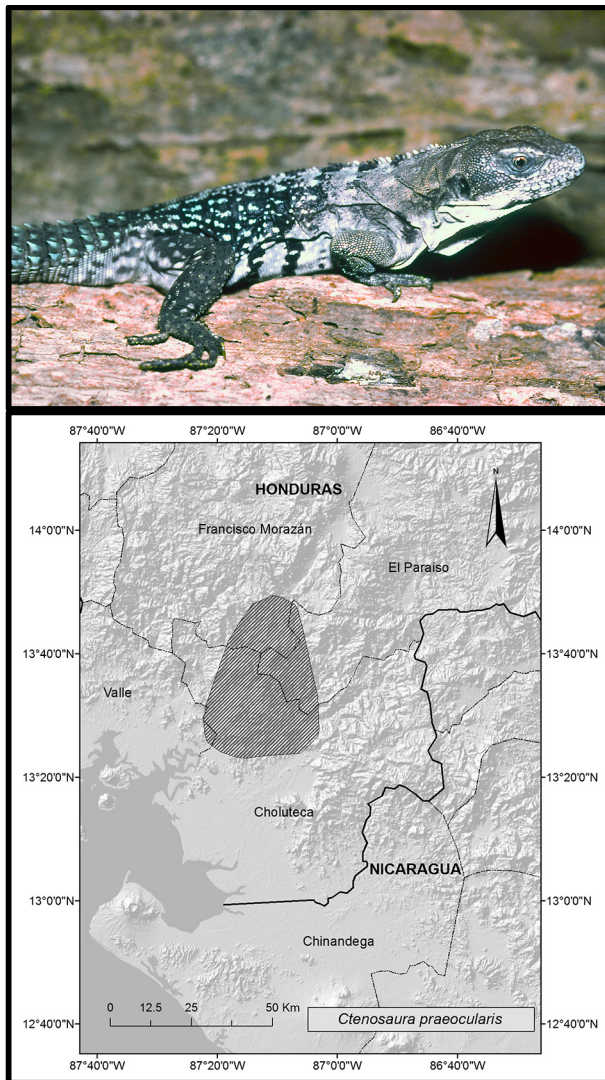 87°40'0"W 87°20'0"W 87°0'0"W 86°40'0"W
N
HONDURAS
Francisco Morazán
14°0'0"N 14°0'0"N
El Paraiso
13°40'0"N 13°40'0"N
Valle
13°20'0"N 13°20'0"N
Choluteca
NICARAGUA
13°0'0"N 13°0'0"N
Chinandega
0 12.5 25 50 Km
Ctenosaura praeocularis
12°40'0"N 12°40'0"N
87°40'0"W 87°20'0"W 87°0'0"W 86°40'0"W